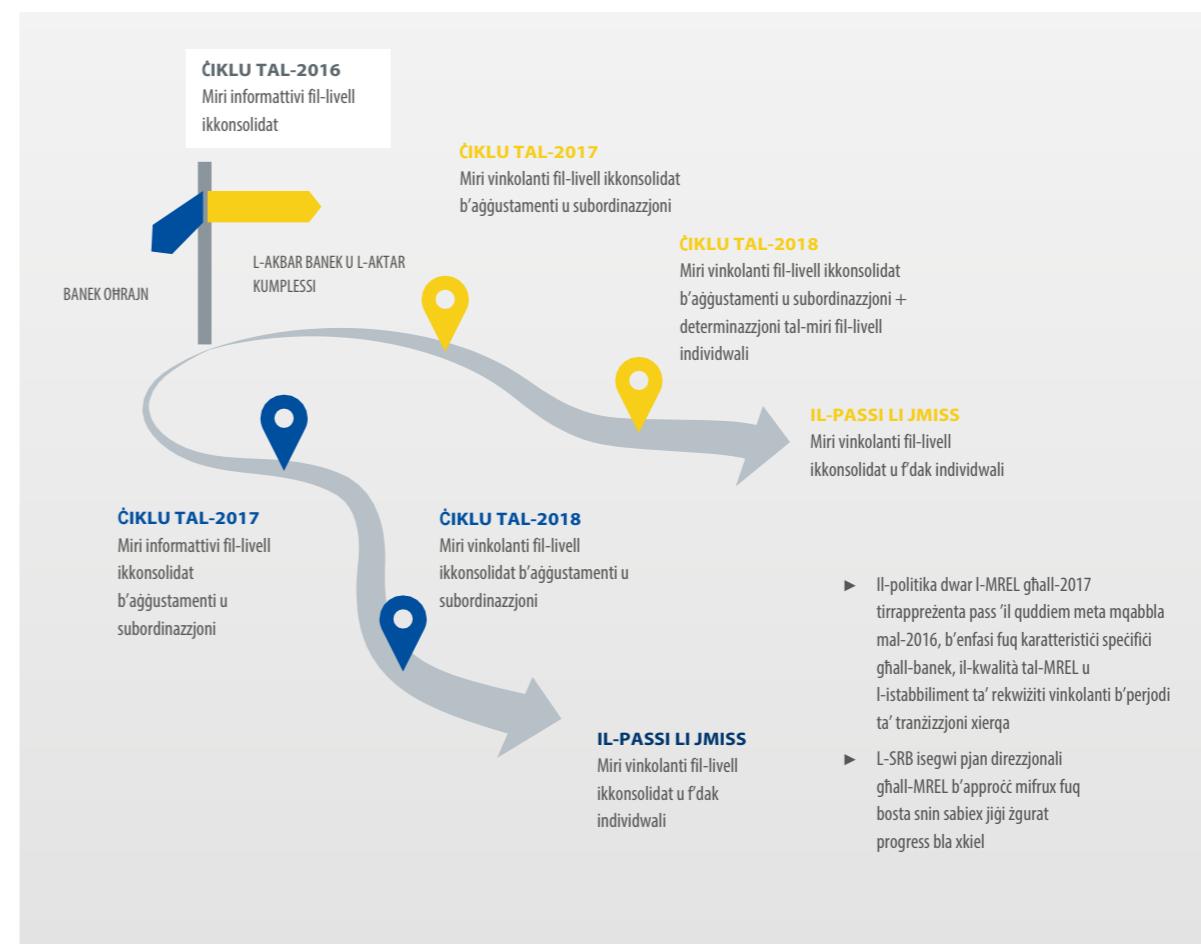 ĊIKLU TAL-2016
Miri informattivi fil-livell
ikkonsolidat
ĊIKLU TAL-2017
Miri vinkolanti fil-livell ikkonsolidat
b'aġġustamenti u subordinazzjoni
ĊIKLU TAL-2018
Miri vinkolanti fil-livell ikkonsolidat
b'aġġustamenti u subordinazzjoni +
determinazzjoni tal-miri fil-livell
individwali
L-AKBAR BANEK U L-AKTAR
KUMPLESSI
BANEK OĦRAJN
IL-PASSI LI JMISS
Miri vinkolanti fil-livell
ikkonsolidat u f'dak individwali
ĊIKLU TAL-2017
Miri informattivi fil-livell
ikkonsolidat
b'aġġustamenti u
subordinazzjoni
ĊIKLU TAL-2018
Miri vinkolanti fil-livell
ikkonsolidat b'aġġustamenti u
subordinazzjoni
IL-PASSI LI JMISS
Miri vinkolanti fil-livell
ikkonsolidat u f'dak
individwali
► Il-politika dwar l-MREL għall-2017
tirrappreżenta pass 'il quddiem meta mqabbla
mal-2016, b'enfasi fuq karatteristiċi speċifiċi
għall-banek, il-kwalità tal-MREL u
l-istabbiliment ta' rekwiżiti vinkolanti b'perjodi
ta' tranżizzjoni xierqa
► L-SRB isegwi pjan direzzjonali
għall-MREL b'approċċ mifrux fuq
bosta snin sabiex jiġi żgurat
progress bla xkiel